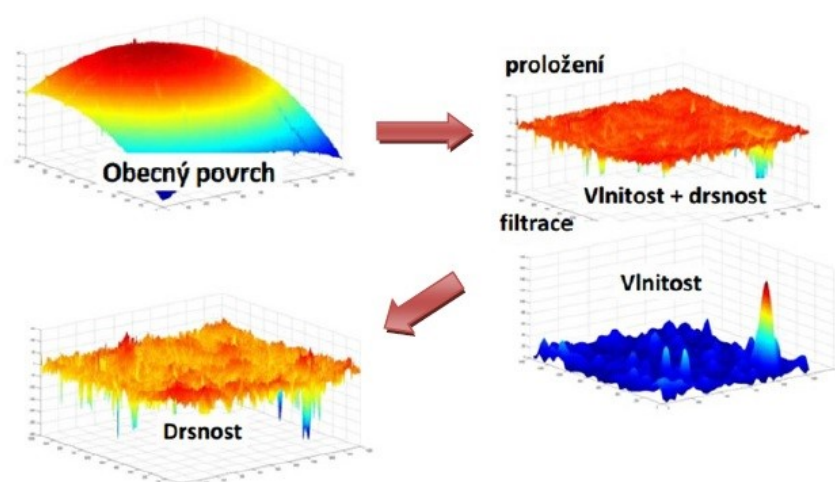 proložení
Obecný povrch
Vlnitost + drsnost
filtrace
Vlnitost
Drsnost